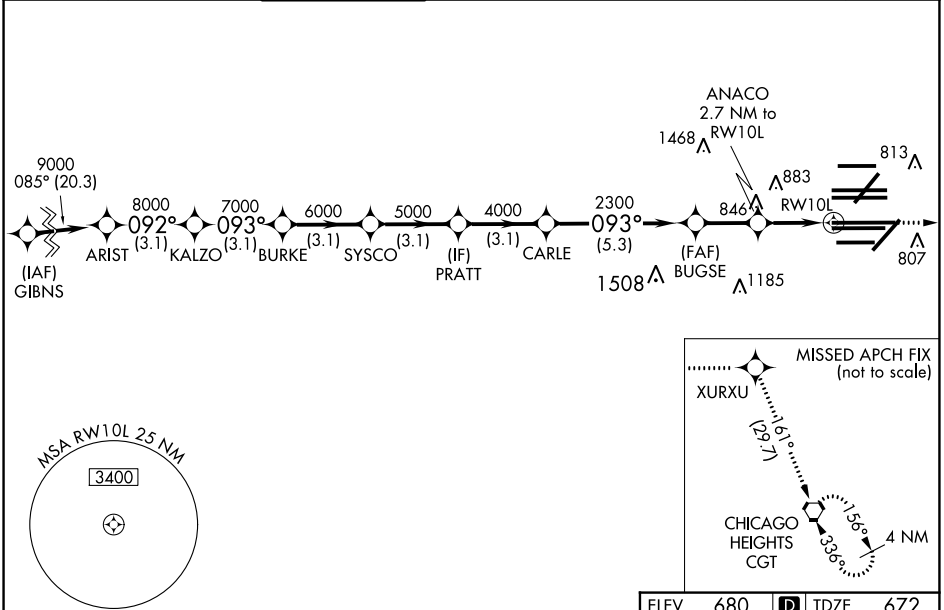 ANACO
2.7 NM to
RW10L
1468
813
883
846
RW10L
807
9000
085° (20.3)
8000
092°
(3.1)
7000
093°
(3.1)
6000
(3.1)
5000
(3.1)
4000
(3.1)
2300
093°
(5.3)
(IAF)
GIBNS
ARIST
KALZO
BURKE
SYSCO
(IF)
PRATT
CARLE
(FAF)
BUGSE
1508
1185
MISSED APCH FIX
(not to scale)
XURXU
161°
(29.7)
CHICAGO
HEIGHTS
CGT
156°
336°
4 NM
MSA RW10L 25 NM
3400
ELEV 680 D TDZE 672